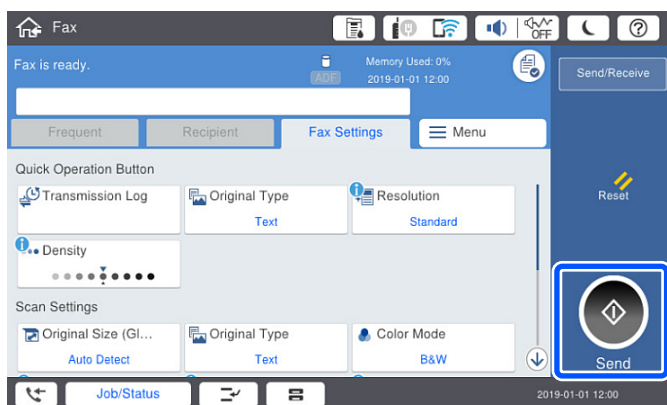 Fax
OFF
?
Fax is ready.
ADF
Memory Used: 0%
2019-01-01 12:00
Send/Receive
Frequent
Recipient
Fax Settings
Menu
Quick Operation Button
Transmission Log
Original Type
Text
i
Resolution
Standard
Reset
i
Density
Scan Settings
Original Size (Gl...
Auto Detect
Original Type
Text
Color Mode
B&W
Send
Job/Status
2019-01-01 12:00